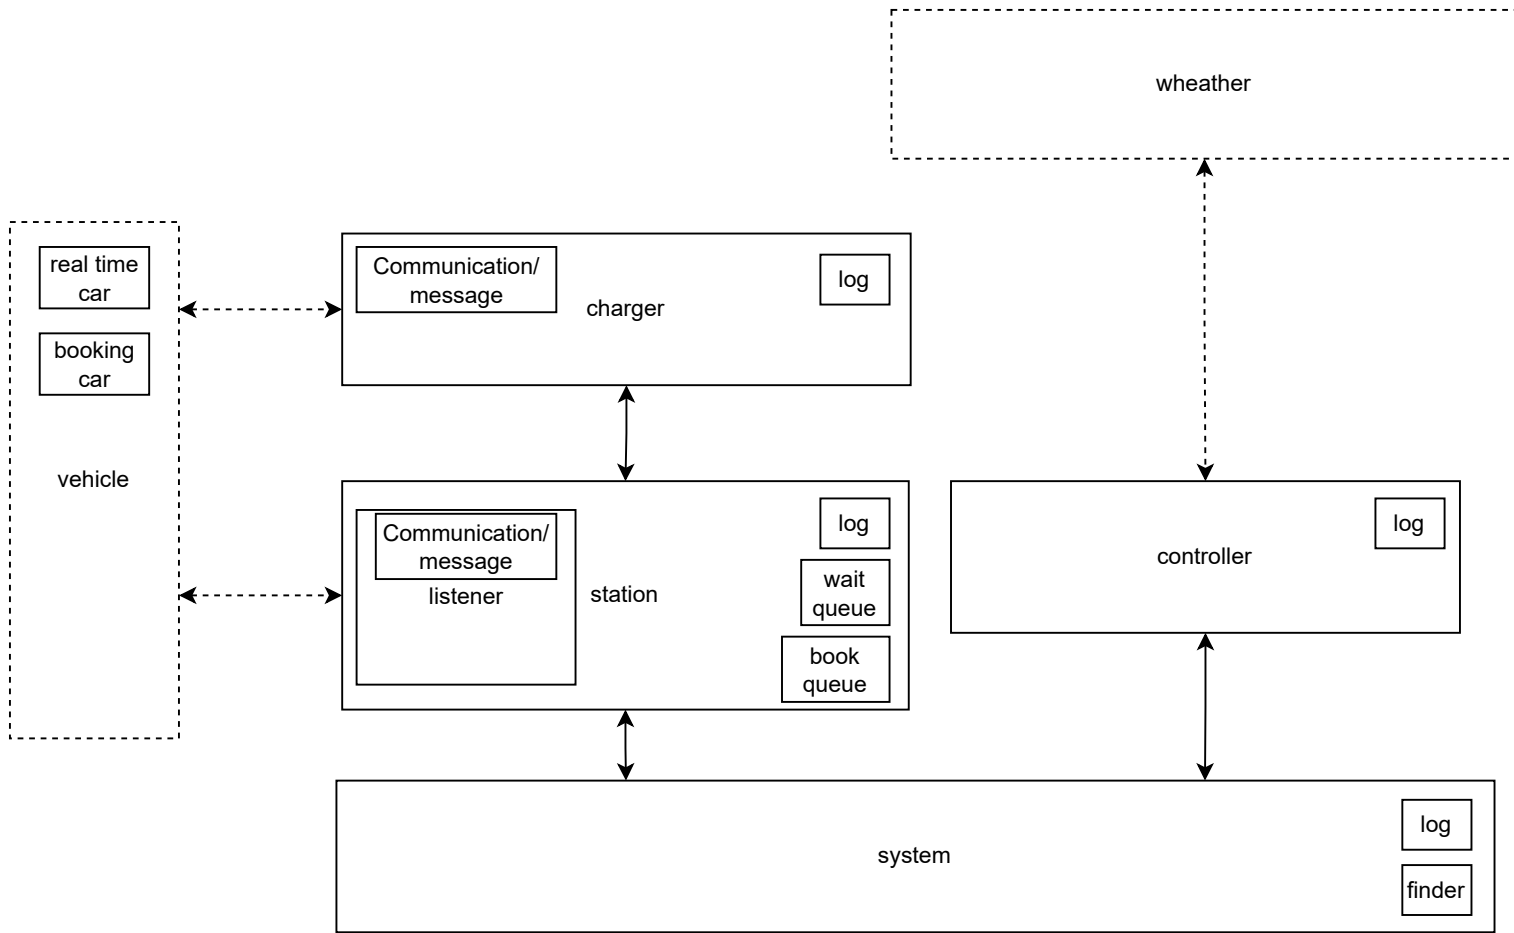 wheather
real time
car
booking
car
vehicle
Communication/
message
charger
log
Communication/
message
listener
station
log
wait
queue
book
queue
log
controller
system
log
finder